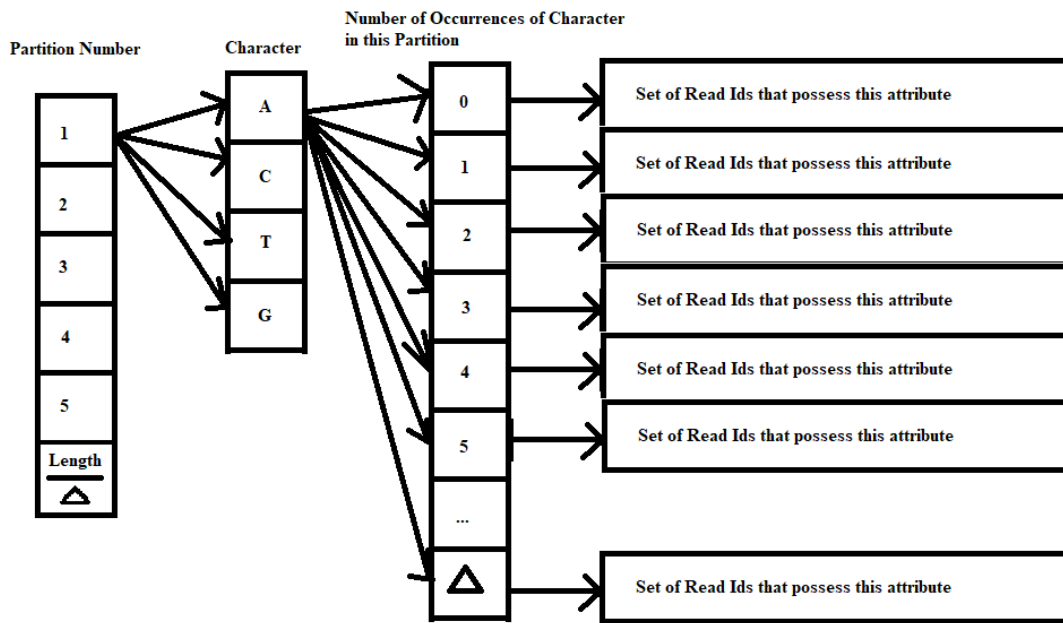 Number of Occurrences of Character
in this Partition
Partition Number
Character
1
2
3
4
5
Length
△
A
C
T
G
0
1
2
3
4
5
...
△
Set of Read Ids that possess this attribute
Set of Read Ids that possess this attribute
Set of Read Ids that possess this attribute
Set of Read Ids that possess this attribute
Set of Read Ids that possess this attribute
Set of Read Ids that possess this attribute
Set of Read Ids that possess this attribute